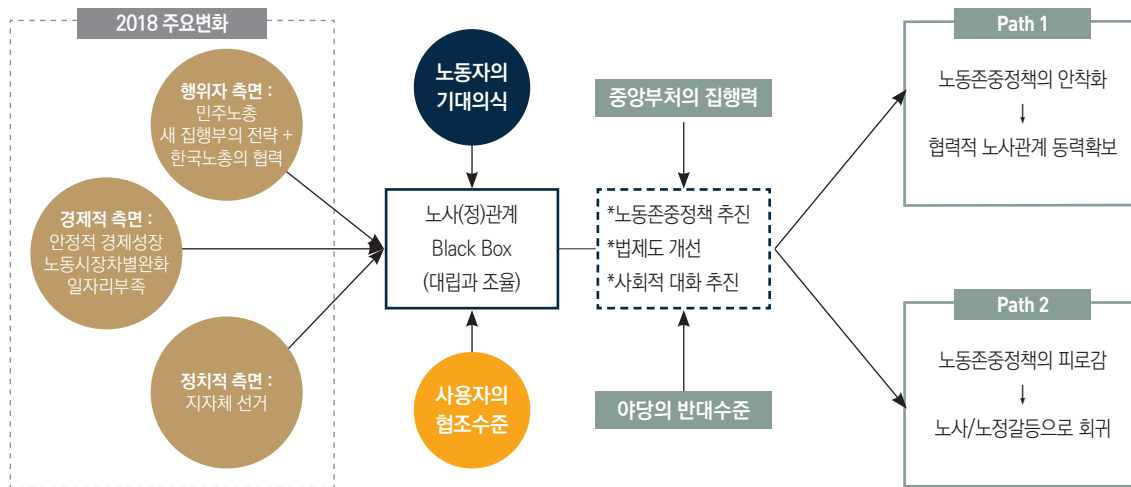 2018 주요변화
행위자 측면 :
민주노총
새 집행부의 전략 +
한국노총의 협력
경제적 측면 :
안정적 경제성장
노동시장차별완화
일자리부족
정치적 측면 :
지자체 선거
노동자의
기대의식
노사(정)관계
Black Box
(대립과 조율)
사용자의
협조수준
중앙부처의 집행력
*노동존중정책 추진
*법제도 개선
*사회적 대화 추진
야당의 반대수준
Path 1
노동존중정책의 안착화
협력적 노사관계 동력확보
Path 2
노동존중정책의 피로감
노사/노정갈등으로 회귀